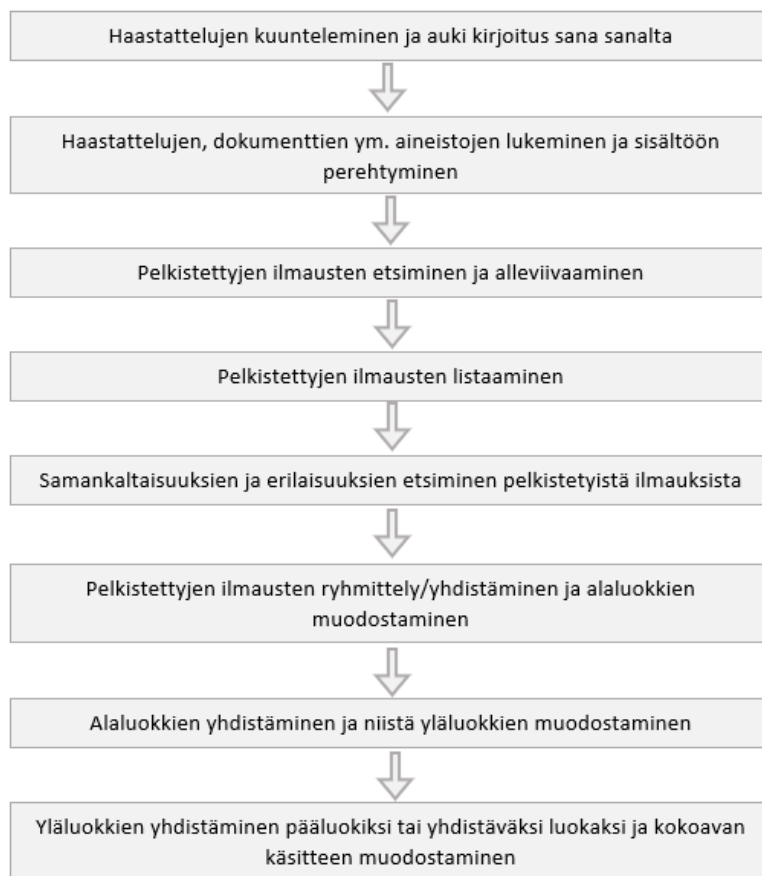 Haastattelujen kuunteleminen ja auki kirjoitus sana sanalta
Haastattelujen, dokumenttien ym. aineistojen lukeminen ja sisältöön
perehtyminen
Pelkistettyjen ilmausten etsiminen ja alleviivaaminen
Pelkistettyjen ilmausten listaaminen
Samankaltaisuuksien ja erilaisuuksien etsiminen pelkistetyistä ilmauksista
Pelkistettyjen ilmausten ryhmittely/yhdistäminen ja alaluokkien
muodostaminen
Alaluokkien yhdistäminen ja niistä yläluokkien muodostaminen
Yläluokkien yhdistäminen pääluokiksi tai yhdistäväksi luokaksi ja kokoavan
käsitteen muodostaminen